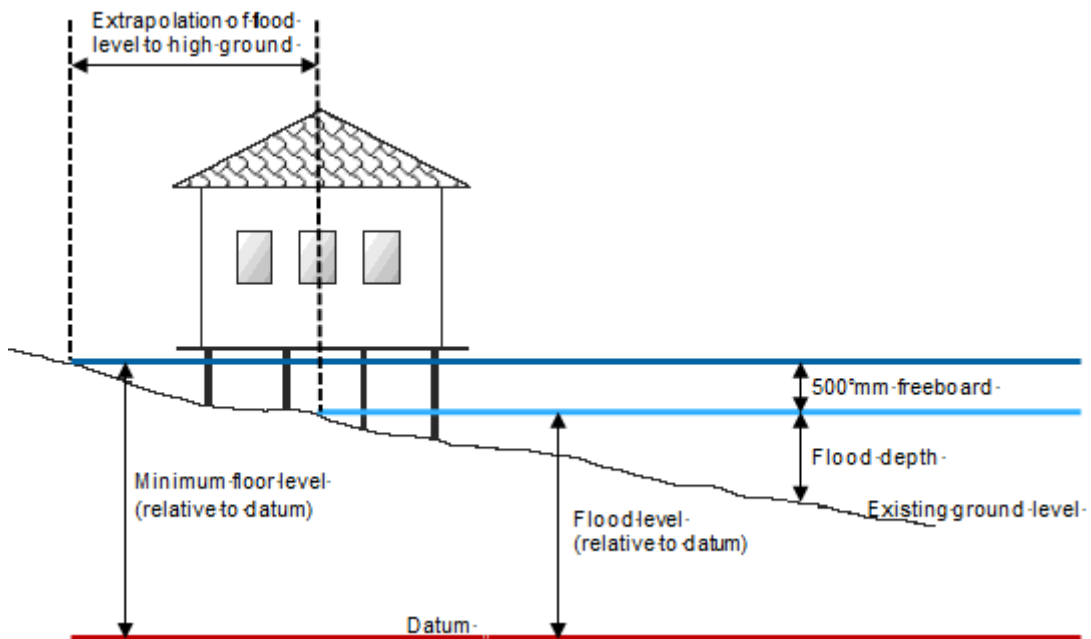 Extrapolation of flood
level to high ground
500°mm freeboard
Flood depth
Minimum floor level
(relative to datum)
Existing ground level
Flood level
(relative to datum)
Datum